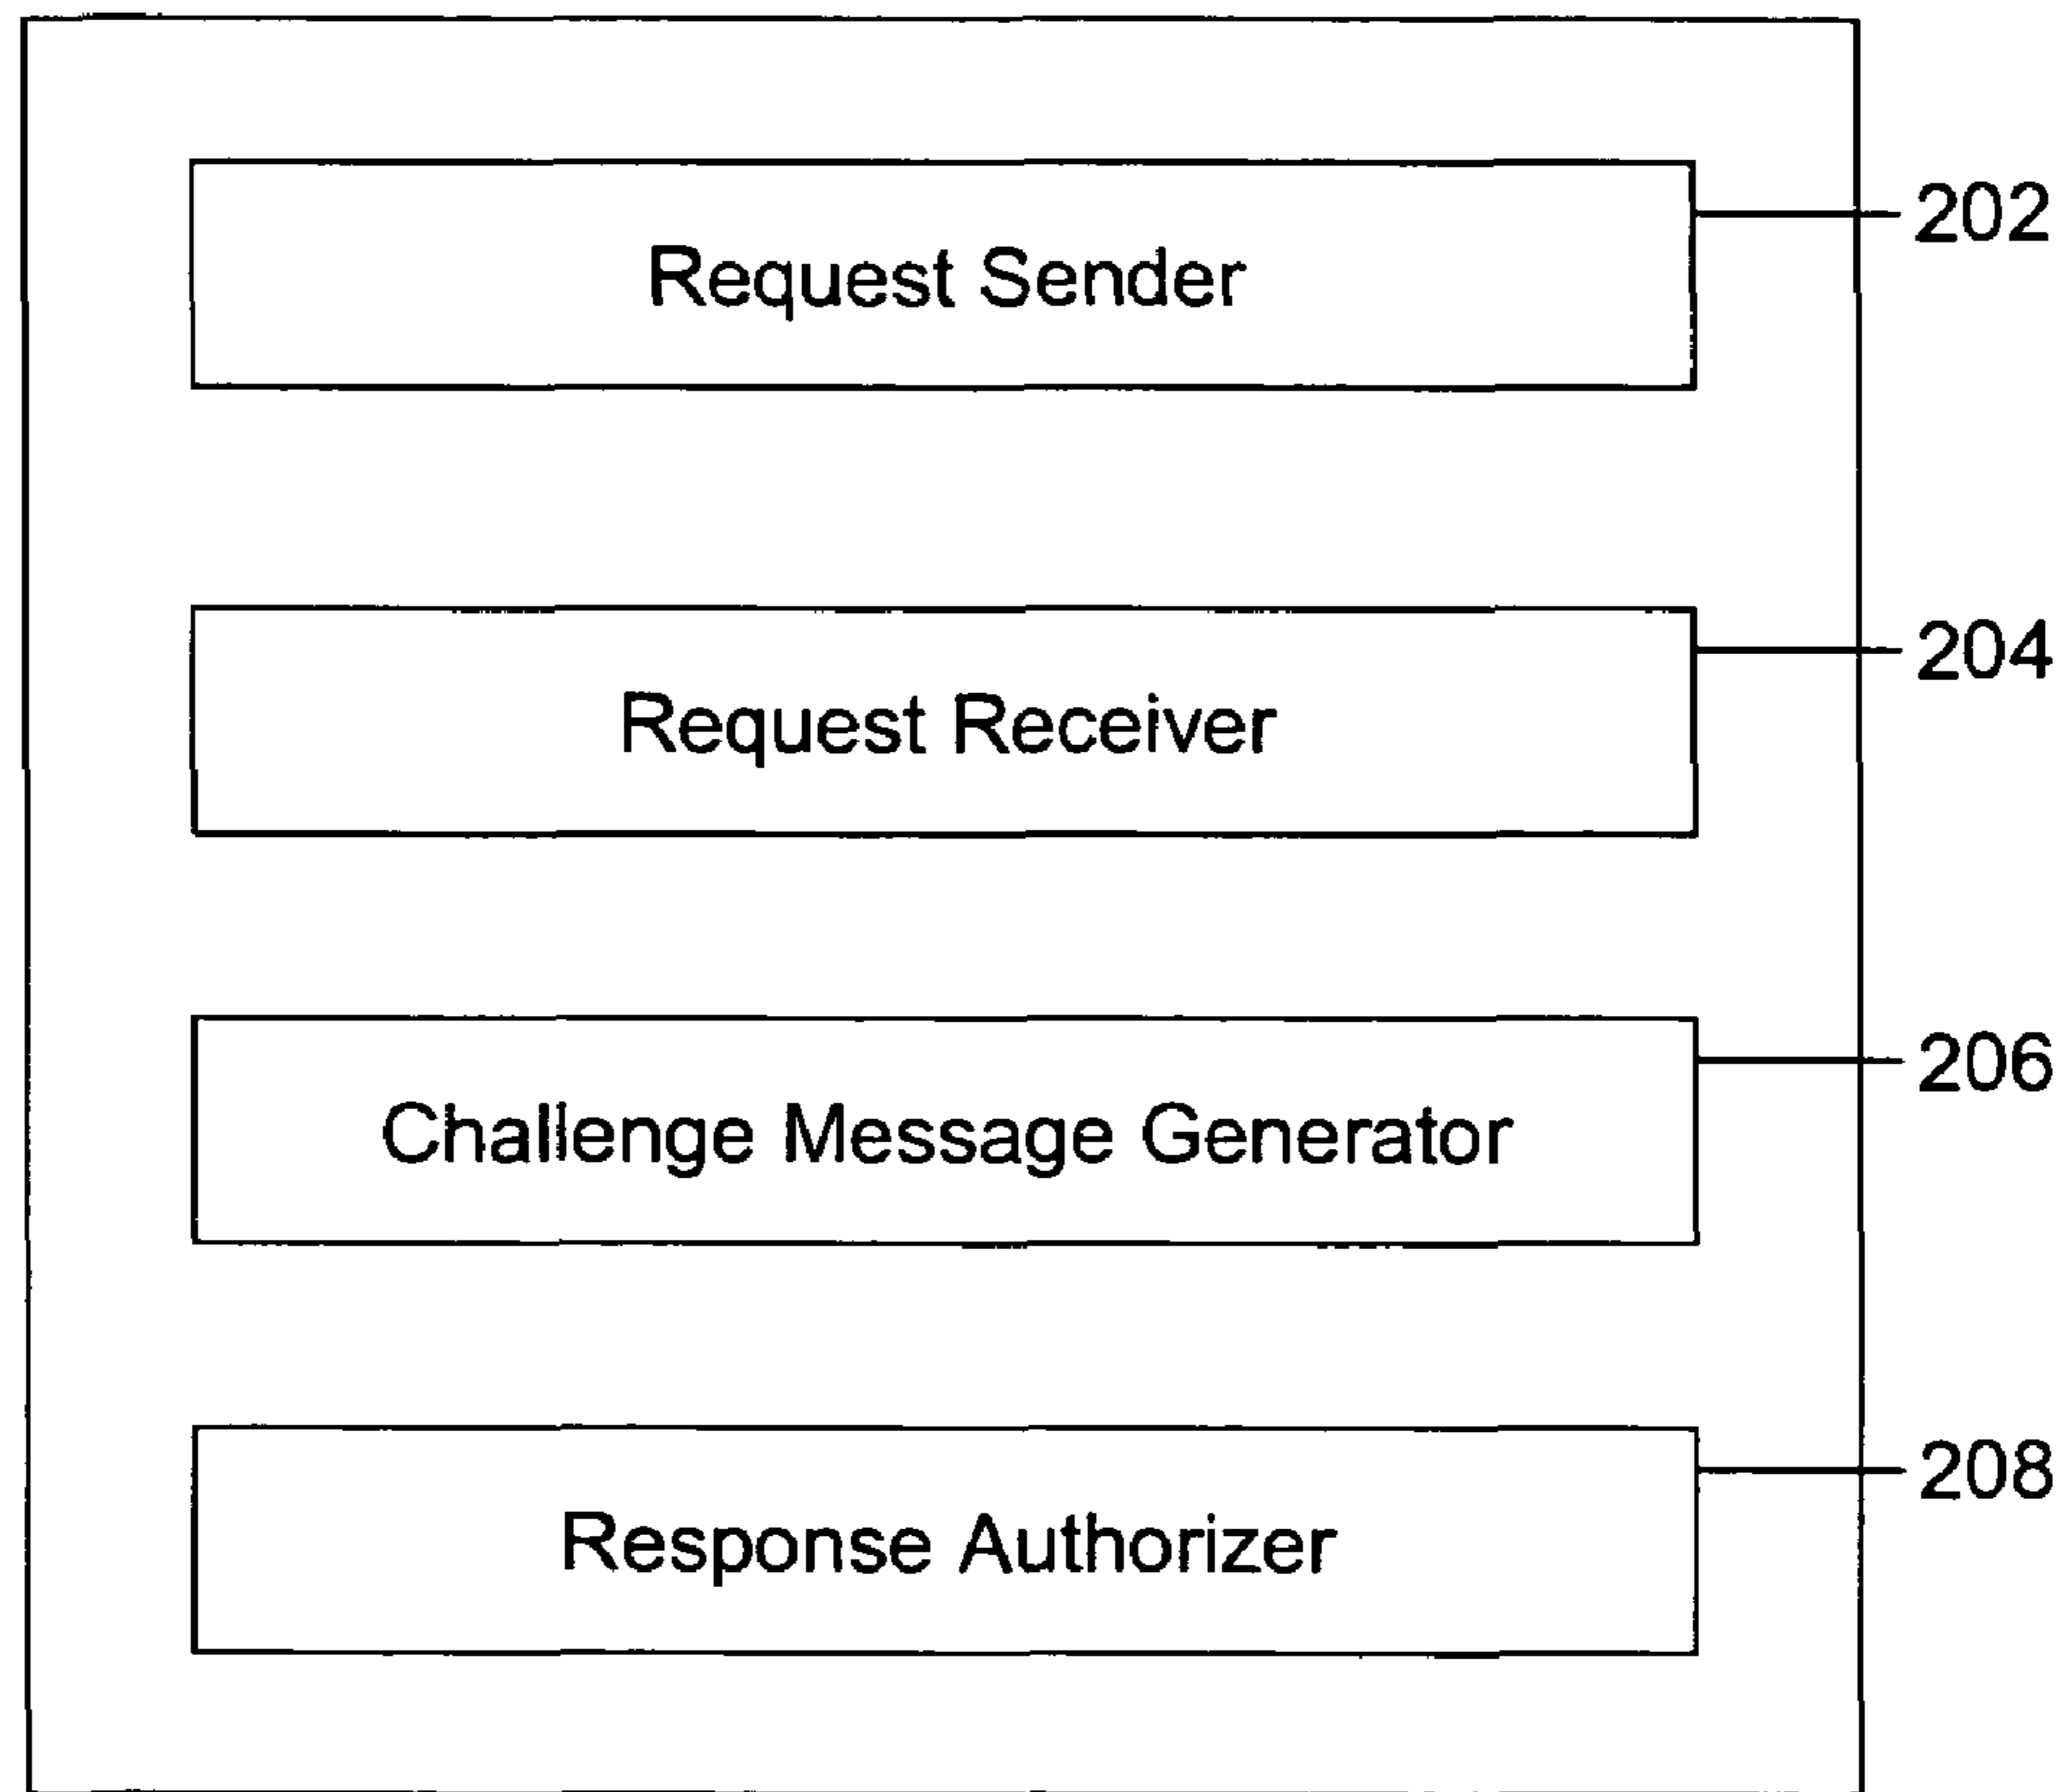 202
Request Sender
204
Request Receiver
206
Challenge Message Generator
208
Response Authorizer